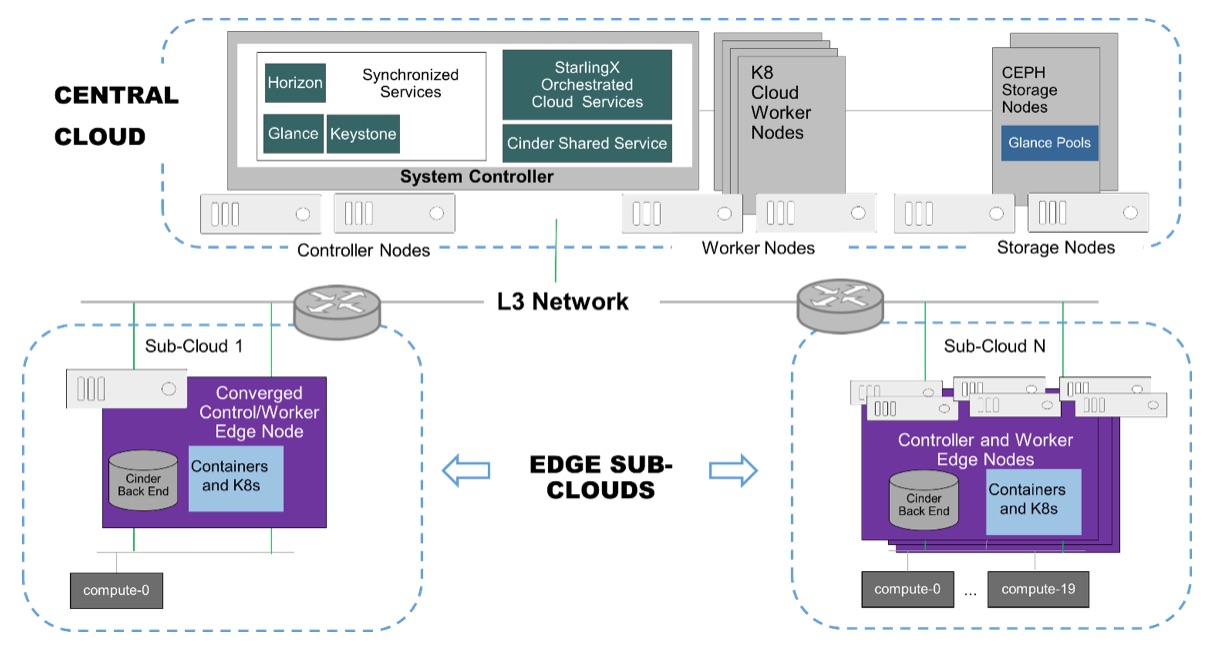 CENTRAL
CLOUD
Horizon
Synchronized
Services
Glance
Keystone
StarlingX
Orchestrated
Cloud Services
Cinder Shared Service
System Controller
K8
Cloud
Worker
Nodes
CEPH
Storage
Nodes
Glance Pools
Controller Nodes
Worker Nodes
Storage Nodes
L3 Network
Sub-Cloud 1
Converged
Control/Worker
Edge Node
Cinder
Back End
Containers
and K8s
compute-0
EDGE SUB-
CLOUDS
Sub-Cloud N
Controller and Worker
Edge Nodes
Cinder
Back End
Containers
and K8s
compute-0
...
compute-19